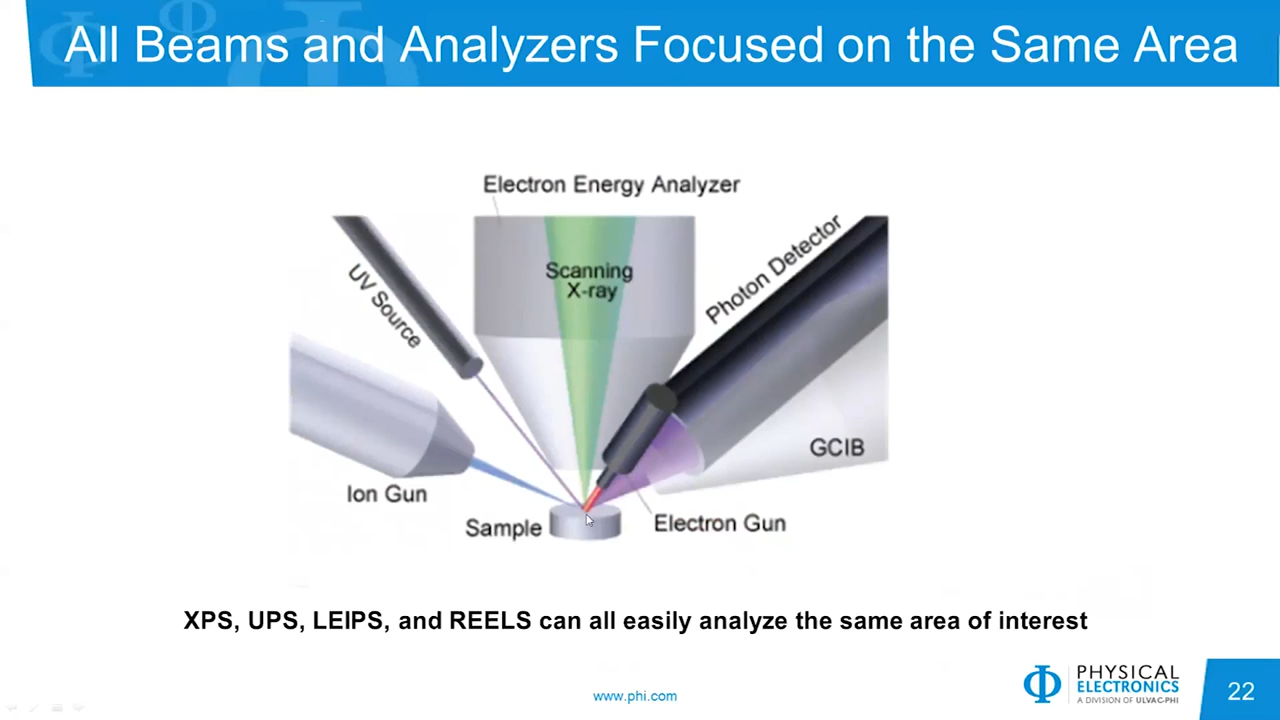 All Beams and Analyzers Focused on the Same Area
Electron Energy Analyzer
UV Source
Scanning
X-ray
Photon Detector
Ion Gun
GCIB
Sample
Electron Gun
XPS, UPS, LEIPS, and REELS can all easily analyze the same area of interest
www.phi.com
PHYSICAL
ELECTRONICS
A DIVISION OF ULVAC-PHI
22